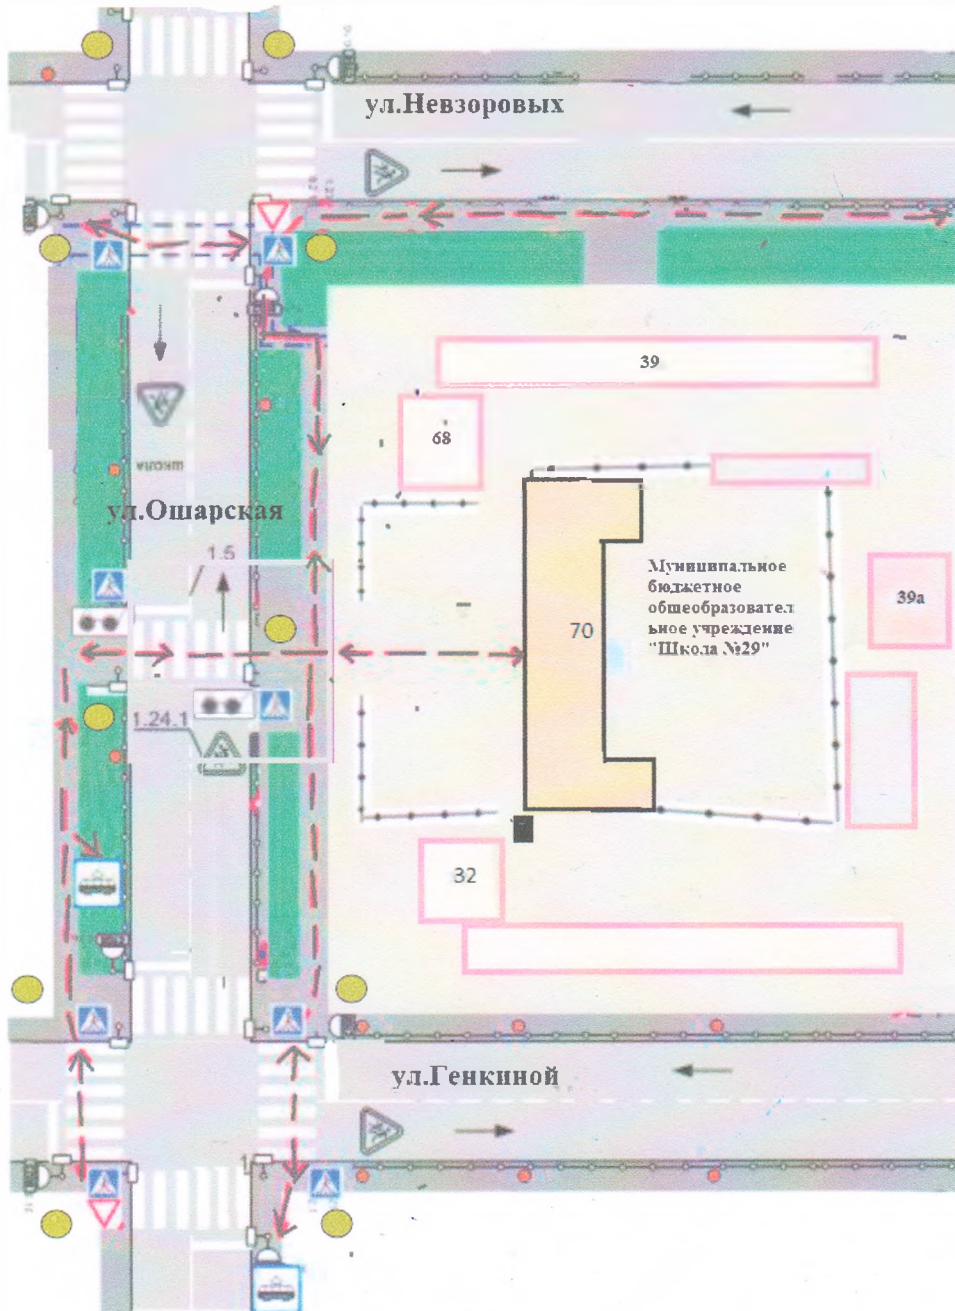 ул.Невзоровых
39
68
школа
ул.Ошарская
1.5
Муниципальное
бюджетное
общеобразовател
ьное учреждение
"Школа №29"
39а
70
1.24.1
32
ул.Генкиной